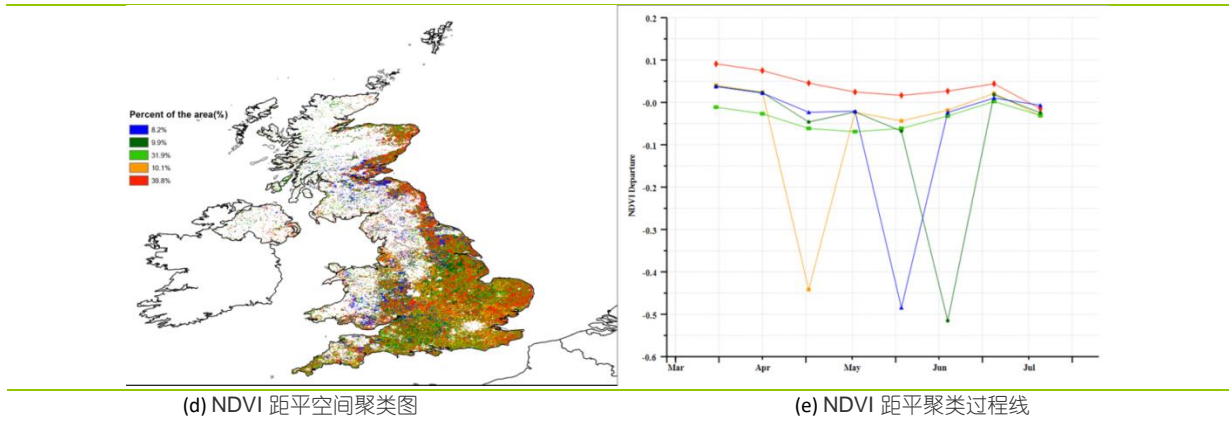 Percent of the area(%)
8.2%
9.9%
31.9%
10.1%
39.8%
0.2
0.1
-0.0
-0.1
-0.2
-0.3
-0.4
-0.5
-0.6
NDVI Departure
Mar Apr May Jun Jul
(d) NDVI 距平空间聚类图
(e) NDVI 距平聚类过程线